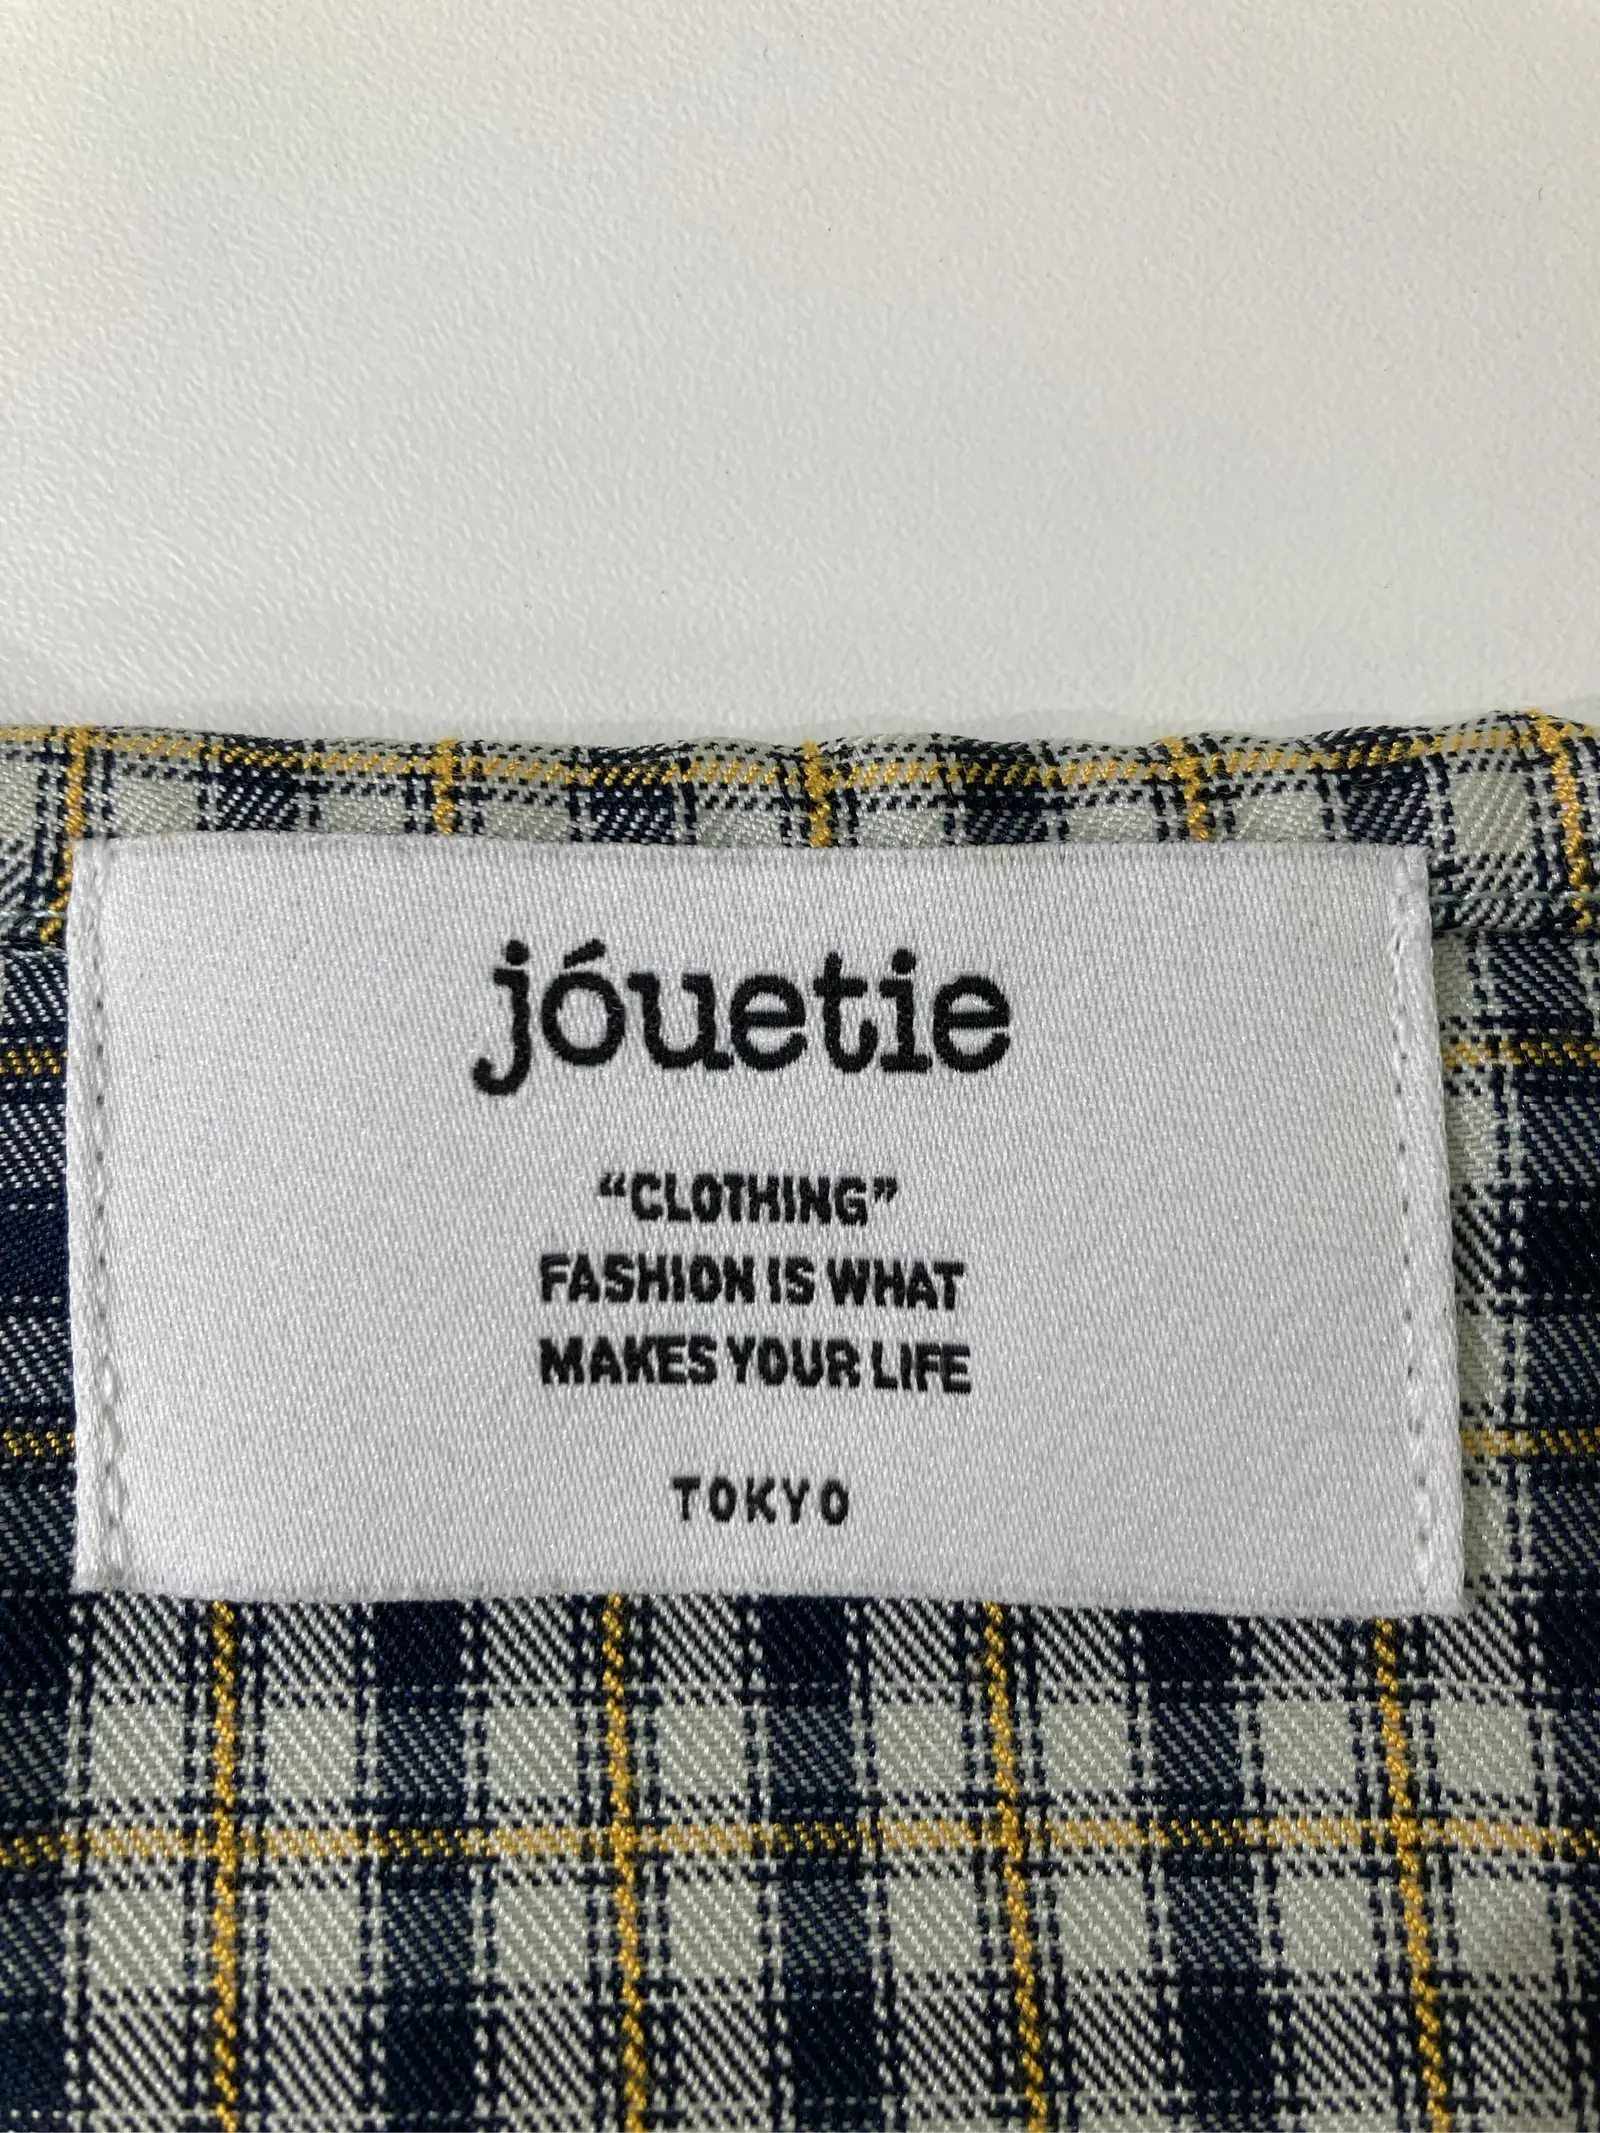 jóuetie
“CLOTHING”
FASHION IS WHAT
MAKES YOUR LIFE
TOKYO